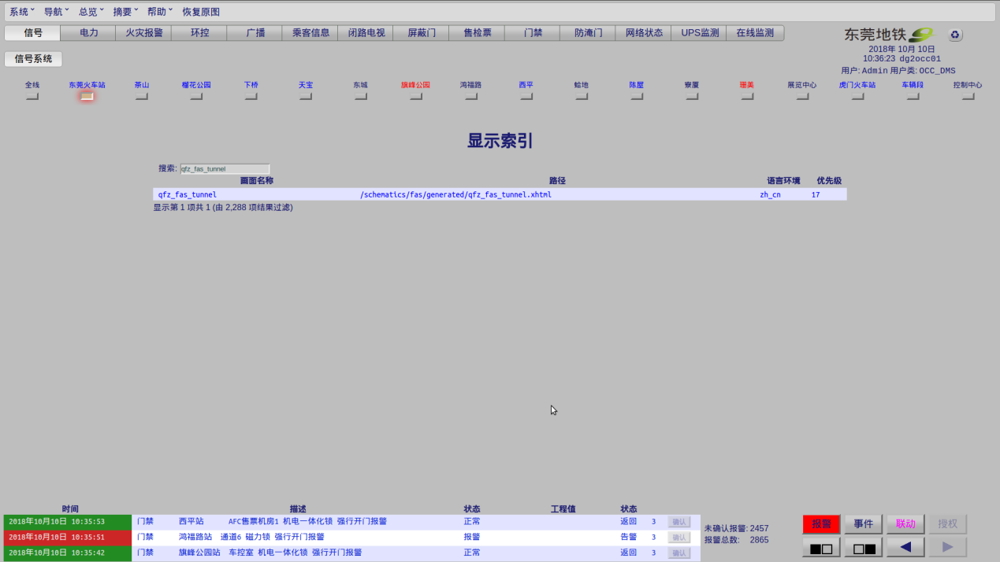 系统 导航 总览 摘要 帮助 恢复原图
信号 电力 火灾报警 环控 广播 乘客信息 闭路电视 屏蔽门 售检票 门禁 防淹门 网络状态 UPS监测 在线监测
东莞地铁
信号系统
2018年 10月 10日
10:36:23 dg2occ01
用户: Admin 用户类: OCC_DMS
全线 东莞火车站 茶山 榴花公园 下桥 天宝 东城 旗峰公园 鸿福路 西平 蛤地 陈屋 寮厦 珊美 展览中心 虎门火车站 车辆段 控制中心
显示索引
搜索: qfz_fas_tunnel
画面名称 路径 语言环境 优先级
qfz_fas_tunnel /schematics/fas/generated/qfz_fas_tunnel.xhtml zh_cn 17
显示第 1 项共 1 (由 2,288 项结果过滤)
时间 描述 状态 工程值 状态
2018年10月10日 10:35:53 门禁 西平站 AFC售票机房1 机电一体化锁 强行开门报警 正常 返回 3 确认
2018年10月10日 10:35:51 门禁 鸿福路站 通道6 磁力锁 强行开门报警 报警 告警 3 确认
2018年10月10日 10:35:42 门禁 旗峰公园站 车控室 机电一体化锁 强行开门报警 正常 返回 3 确认
未确认报警: 2457
报警总数: 2865
报警 事件 联动 授权